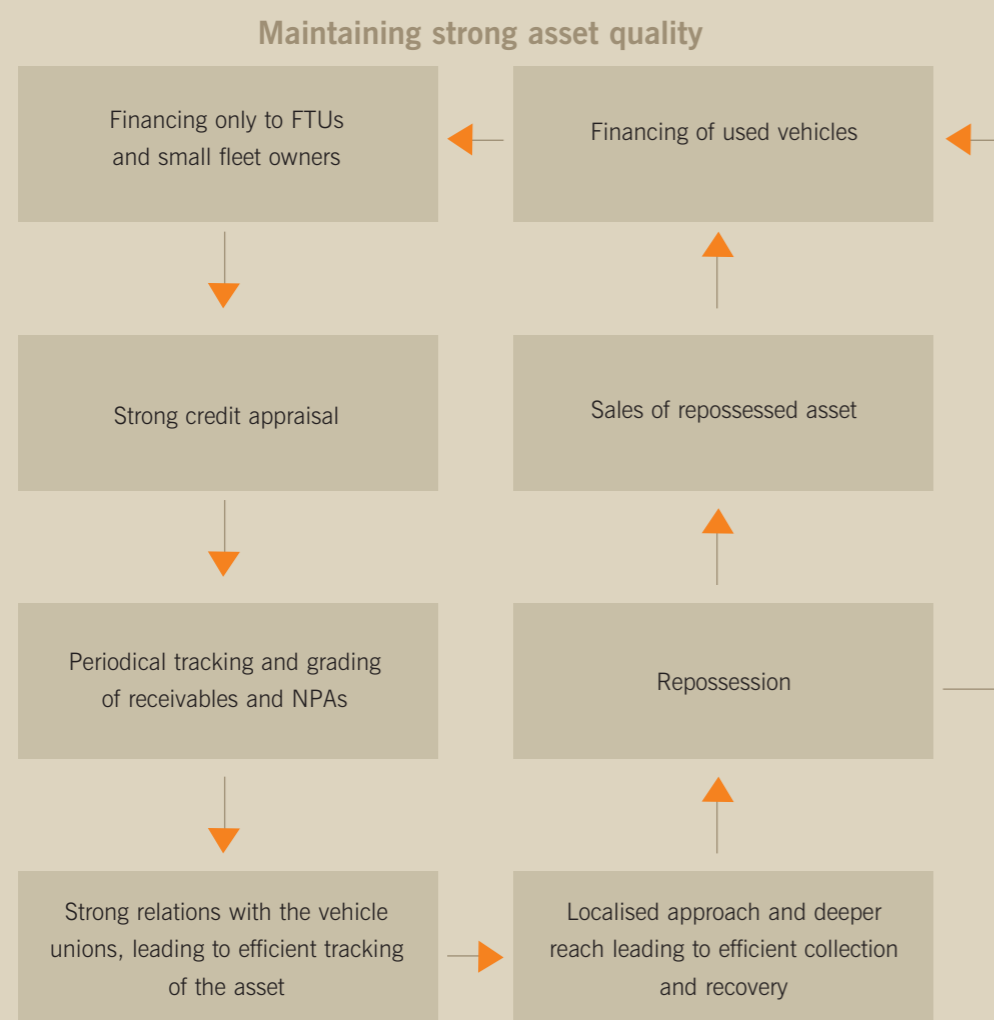 Maintaining strong asset quality
Financing only to FTUs
and small fleet owners
Financing of used vehicles
Strong credit appraisal
Sales of repossessed asset
Periodical tracking and grading
of receivables and NPAs
Repossession
Strong relations with the vehicle
unions, leading to efficient tracking
of the asset
Localised approach and deeper
reach leading to efficient collection
and recovery